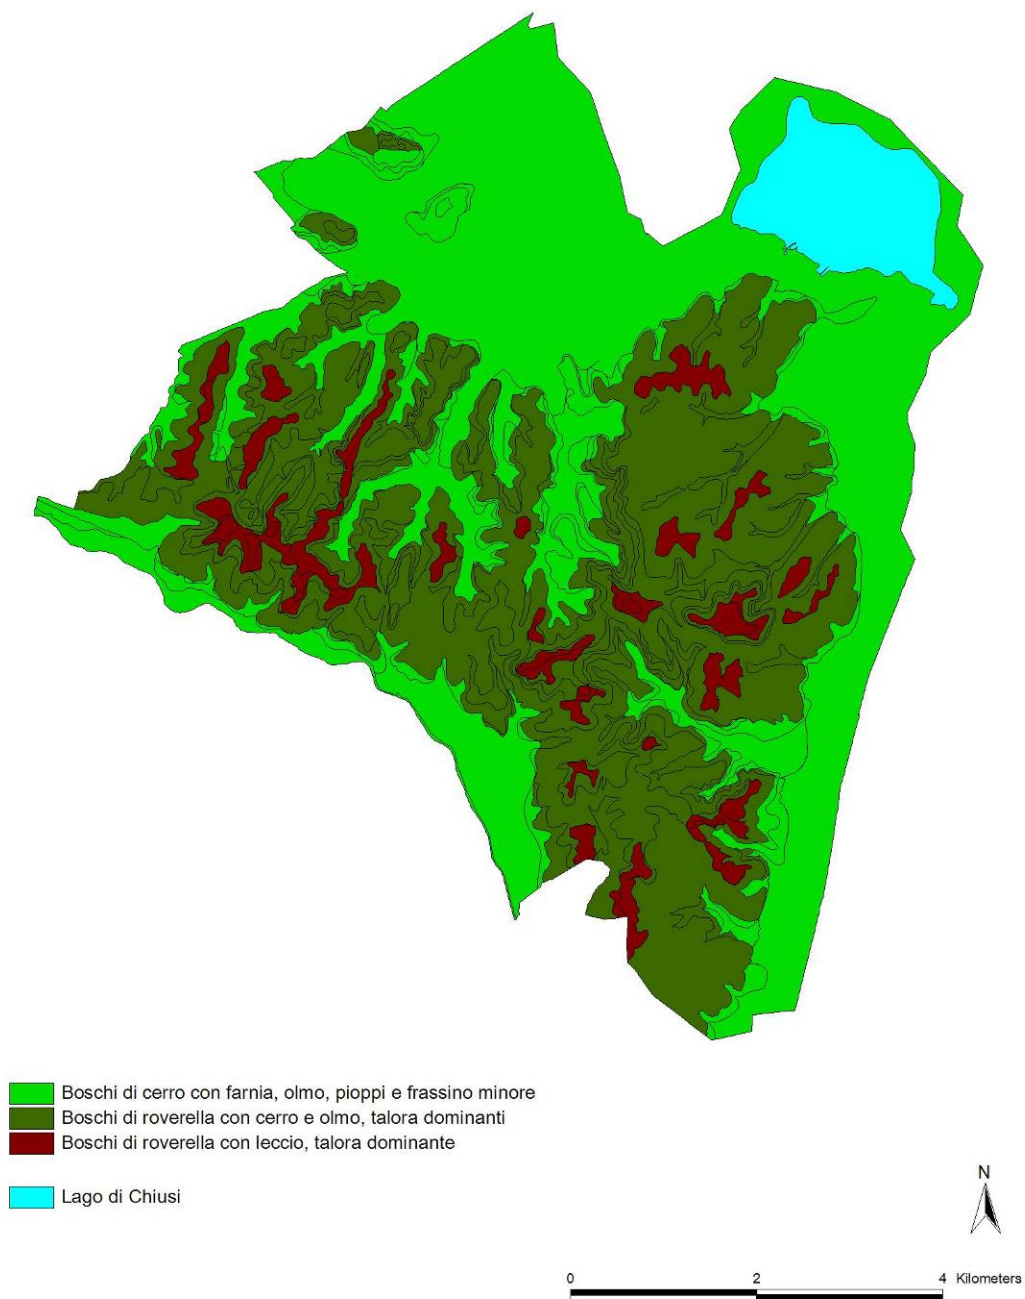 Boschi di cerro con farnia, olmo, pioppi e frassino minore
Boschi di roverella con cerro e olmo, talora dominanti
Boschi di roverella con leccio, talora dominante
Lago di Chiusi
N
0 2 4 Kilometers